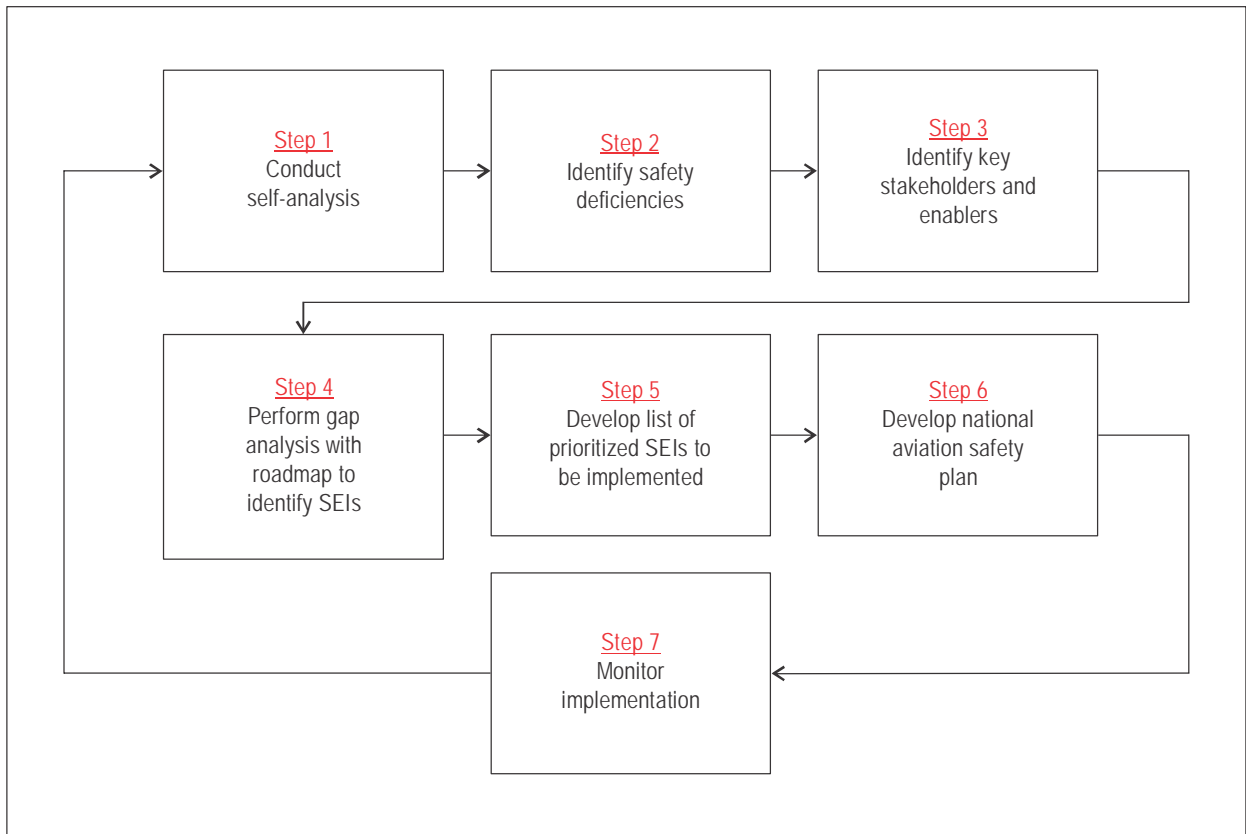 Step 1
Conduct
self-analysis
Step 2
Identify safety
deficiencies
Step 3
Identify key
stakeholders and
enablers
Step 4
Perform gap
analysis with
roadmap to
identify SEIs
Step 5
Develop list of
prioritized SEIs to
be implemented
Step 6
Develop national
aviation safety
plan
Step 7
Monitor
implementation